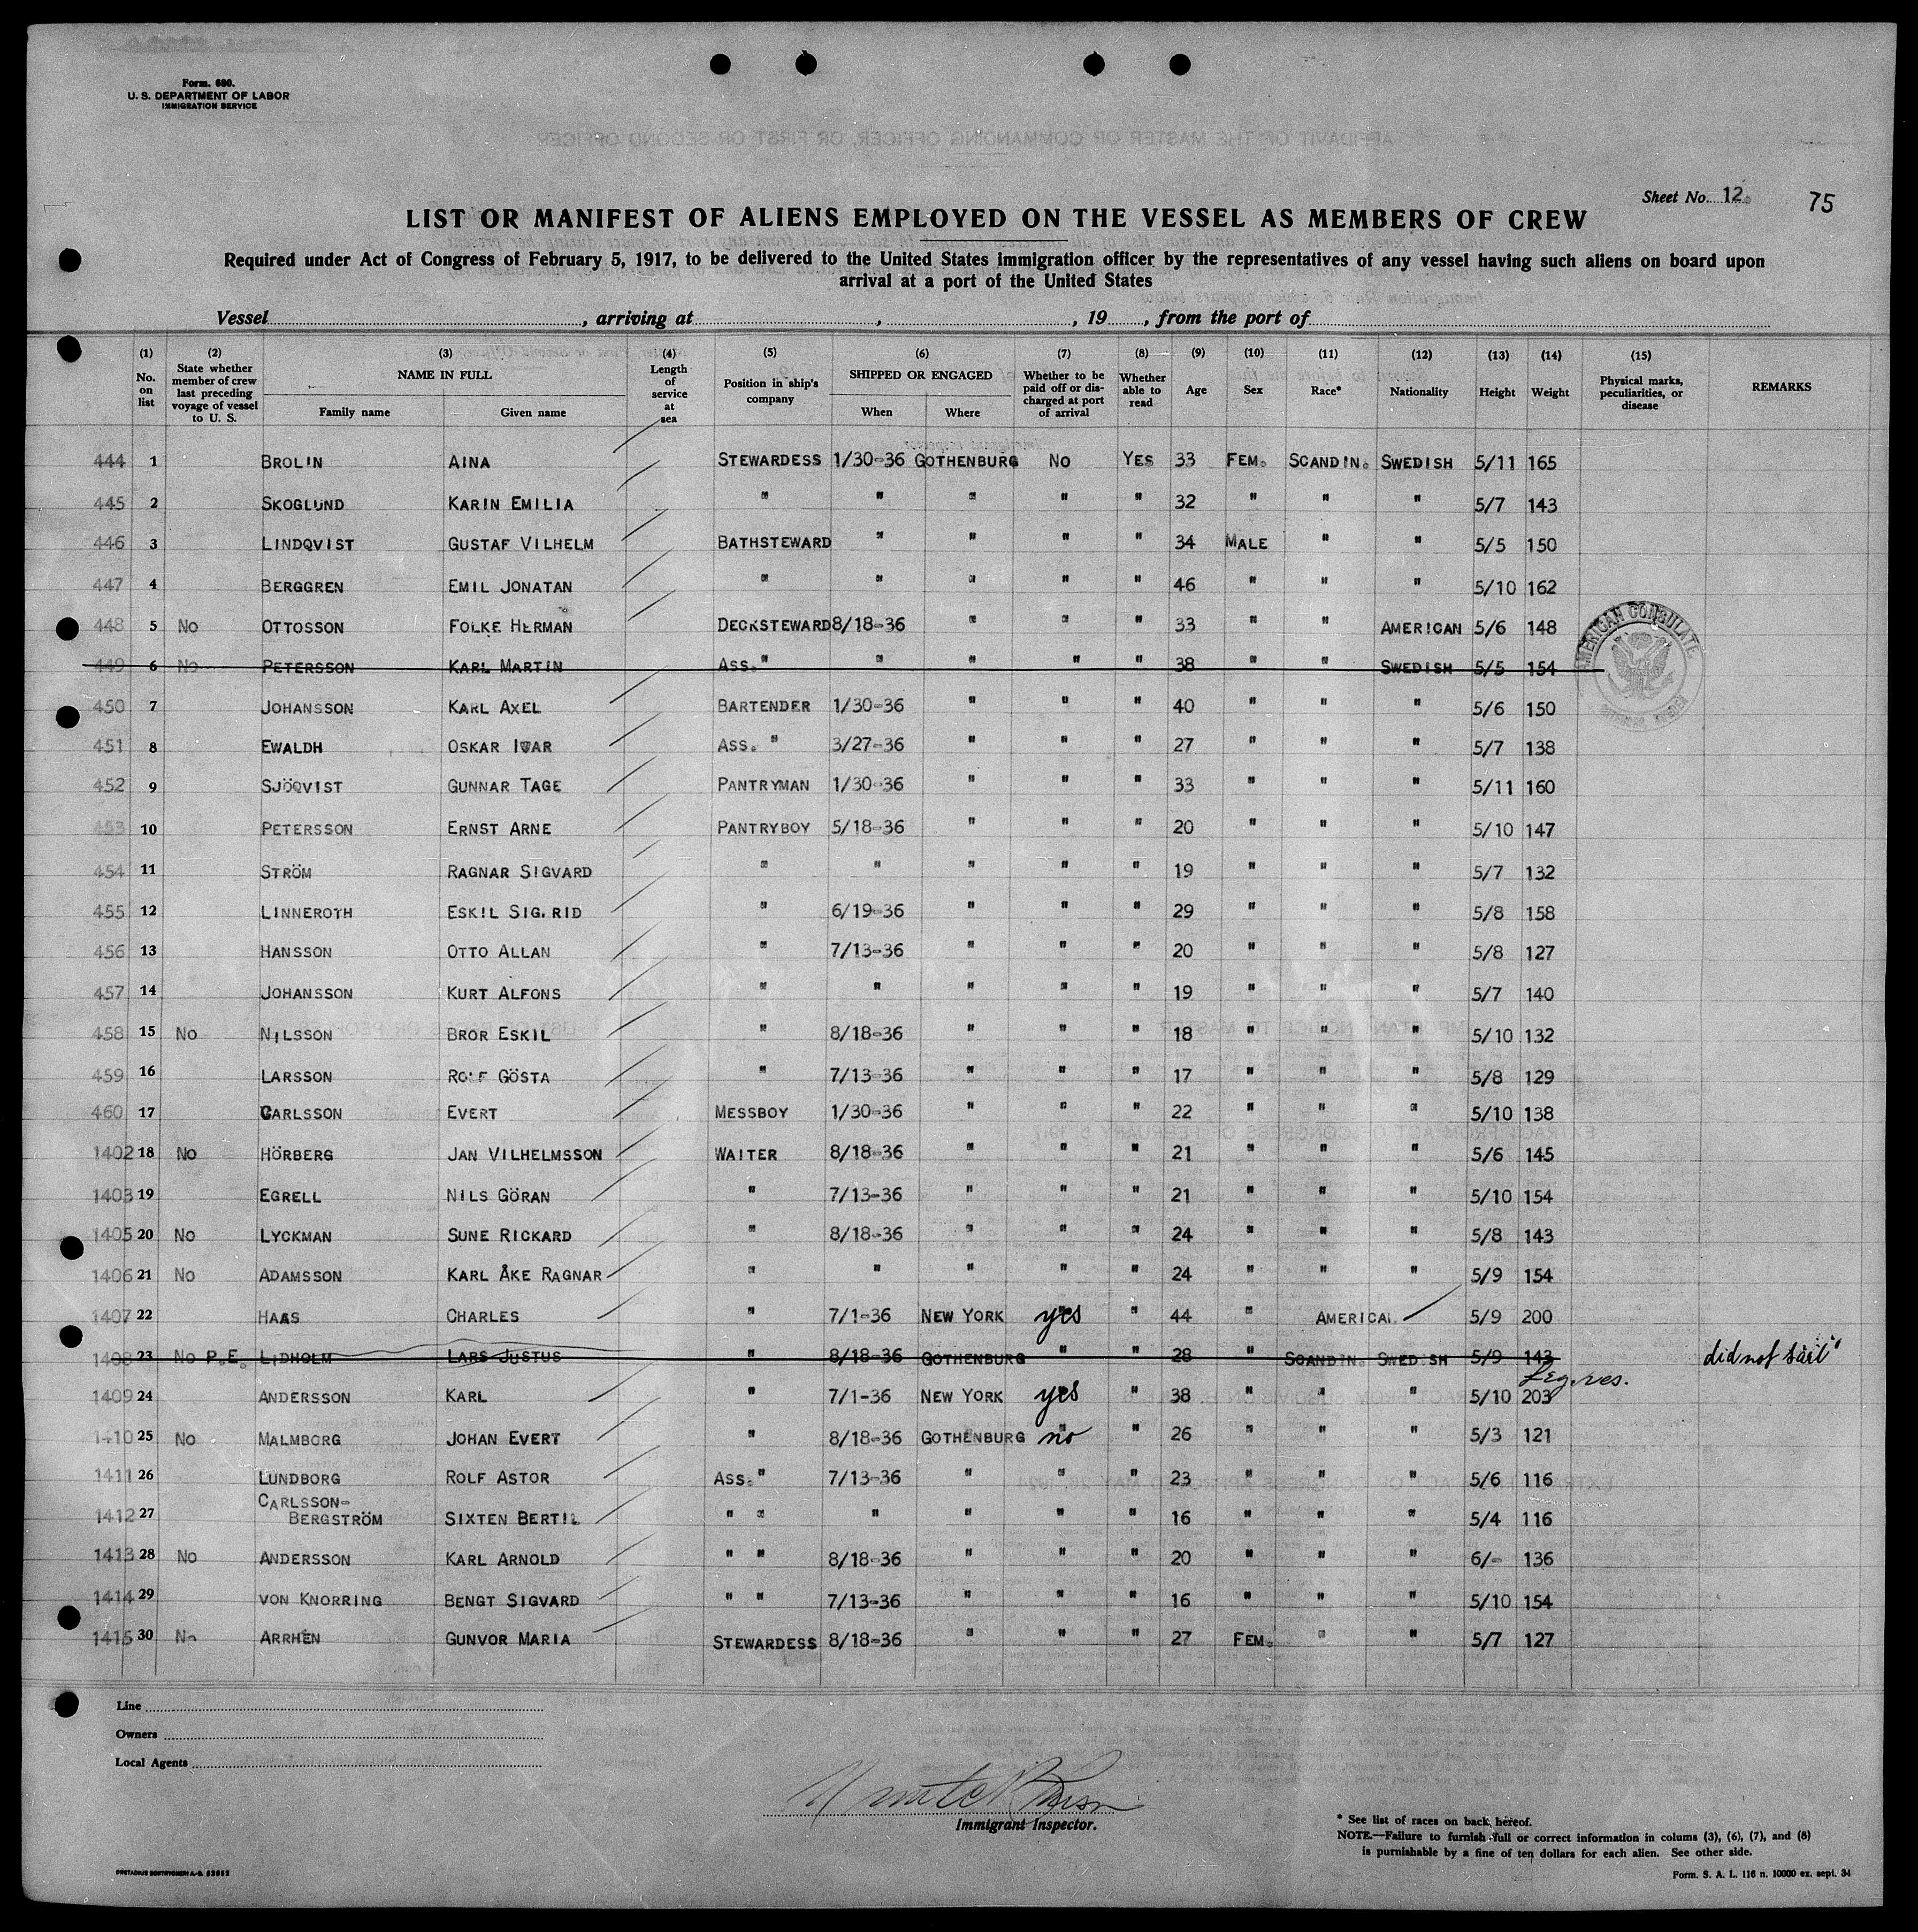 Form. 680.
U. S. DEPARTMENT OF LABOR
IMMIGRATION SERVICE
Sheet No. 12. 75
LIST OR MANIFEST OF ALIENS EMPLOYED ON THE VESSEL AS MEMBERS OF CREW
Required under Act of Congress of February 5, 1917, to be delivered to the United States immigration officer by the representatives of any vessel having such aliens on board upon
arrival at a port of the United States
Vessel , arriving at , , 19 , from the port of
(1) (2) (3) (4) (5) (6) (7) (8) (9) (10) (11) (12) (13) (14) (15)
No. on list State whether member of crew last preceding voyage of vessel to U. S. NAME IN FULL Length of service at sea Position in ship's company SHIPPED OR ENGAGED Whether to be paid off or discharged at port of arrival Whether able to read Age Sex Race* Nationality Height Weight Physical marks, peculiarities, or disease REMARKS
Family name Given name When Where
444 1 BROLIN AINA STEWARDESS 1/30-36 GOTHENBURG No YES 33 FEM. SCANDIN. SWEDISH 5/11 165
445 2 SKOGLUND KARIN EMILIA " " " " " 32 " " " 5/7 143
446 3 LINDQVIST GUSTAF VILHELM BATHSTEWARD " " " " 34 MALE " " 5/5 150
447 4 BERGGREN EMIL JONATAN " " " " " 46 " " " 5/10 162
448 5 No OTTOSSON FOLKE HERMAN DECKSTEWARD 8/18-36 " " " 33 " " AMERICAN 5/6 148
449 6 No PETERSSON KARL MARTIN ASS. " " " " " 38 " " SWEDISH 5/5 154
AMERICAN CONSULATE
450 7 JOHANSSON KARL AXEL BARTENDER 1/30-36 " " " 40 " " " 5/6 150
451 8 EWALDH OSKAR IVAR ASS. " 3/27-36 " " " 27 " " " 5/7 138
452 9 SJÖQVIST GUNNAR TAGE PANTRYMAN 1/30-36 " " " 33 " " " 5/11 160
453 10 PETERSSON ERNST ARNE PANTRYBOY 5/18-36 " " " 20 " " " 5/10 147
454 11 STRÖM RAGNAR SIGVARD " " " " " 19 " " " 5/7 132
455 12 LINNEROTH ESKIL SIG.RID " 6/19-36 " " " 29 " " " 5/8 158
456 13 HANSSON OTTO ALLAN " 7/13-36 " " " 20 " " " 5/8 127
457 14 JOHANSSON KURT ALFONS " " " " " 19 " " " 5/7 140
458 15 No NILSSON BROR ESKIL " 8/18-36 " " " 18 " " " 5/10 132
459 16 LARSSON ROLF GÖSTA " 7/13-36 " " " 17 " " " 5/8 129
460 17 CARLSSON EVERT MESSBOY 1/30-36 " " " 22 " " " 5/10 138
1402 18 No HÖRBERG JAN VILHELMSSON WAITER 8/18-36 " " " 21 " " " 5/6 145
1403 19 EGRELL NILS GÖRAN " 7/13-36 " " " 21 " " " 5/10 154
1405 20 No LYCKMAN SUNE RICKARD " 8/18-36 " " " 24 " " " 5/8 143
1406 21 No ADAMSSON KARL ÅKE RAGNAR " " " " " 24 " " " 5/9 154
1407 22 HAAS CHARLES " 7/1-36 NEW YORK yes " 44 " AMERICAN 5/9 200
1408 23 No P.E. LIDHOLM LARS JUSTUS " 8/18-36 GOTHENBURG " " 28 " SCANDIN. SWEDISH 5/9 143 did not sail"
1409 24 ANDERSSON KARL " 7/1-36 NEW YORK yes " 38 " " " 5/10 203
1410 25 No MALMBORG JOHAN EVERT " 8/18-36 GOTHENBURG no " 26 " " " 5/3 121
1411 26 LUNDBORG ROLF ASTOR ASS. " 7/13-36 " " " 23 " " " 5/6 116
1412 27 CARLSSON-
BERGSTRÖM SIXTEN BERTIL " " " " " " 16 " " " 5/4 116
1413 28 No ANDERSSON KARL ARNOLD " " 8/18-36 " " " 20 " " " 6/- 136
1414 29 VON KNORRING BENGT SIGVARD " " 7/13-36 " " " 16 " " " 5/10 154
1415 30 No ARRHÉN GUNVOR MARIA STEWARDESS 8/18-36 " " " 27 FEM. " " 5/7 127
Line
Owners
Local Agents
Immigrant Inspector.
* See list of races on back hereof.
NOTE.—Failure to furnish full or correct information in colums (3), (6), (7), and (8)
is punishable by a fine of ten dollars for each alien. See other side.
Form. S. A. L. 116 n. 10000 ex. sept. 34